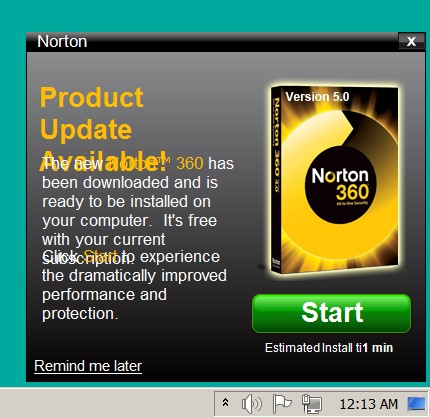 Norton
x
Product
Update
Available!
The new Norton™ 360 has
been downloaded and is
ready to be installed on
your computer.  It's free
with your current
subscription.
Click Start to experience
the dramatically improved
performance and
protection.
Version 5.0
Norton 360
Norton
360
All-In-One Security
Start
Estimated Install ti1 min
Remind me later
12:13 AM